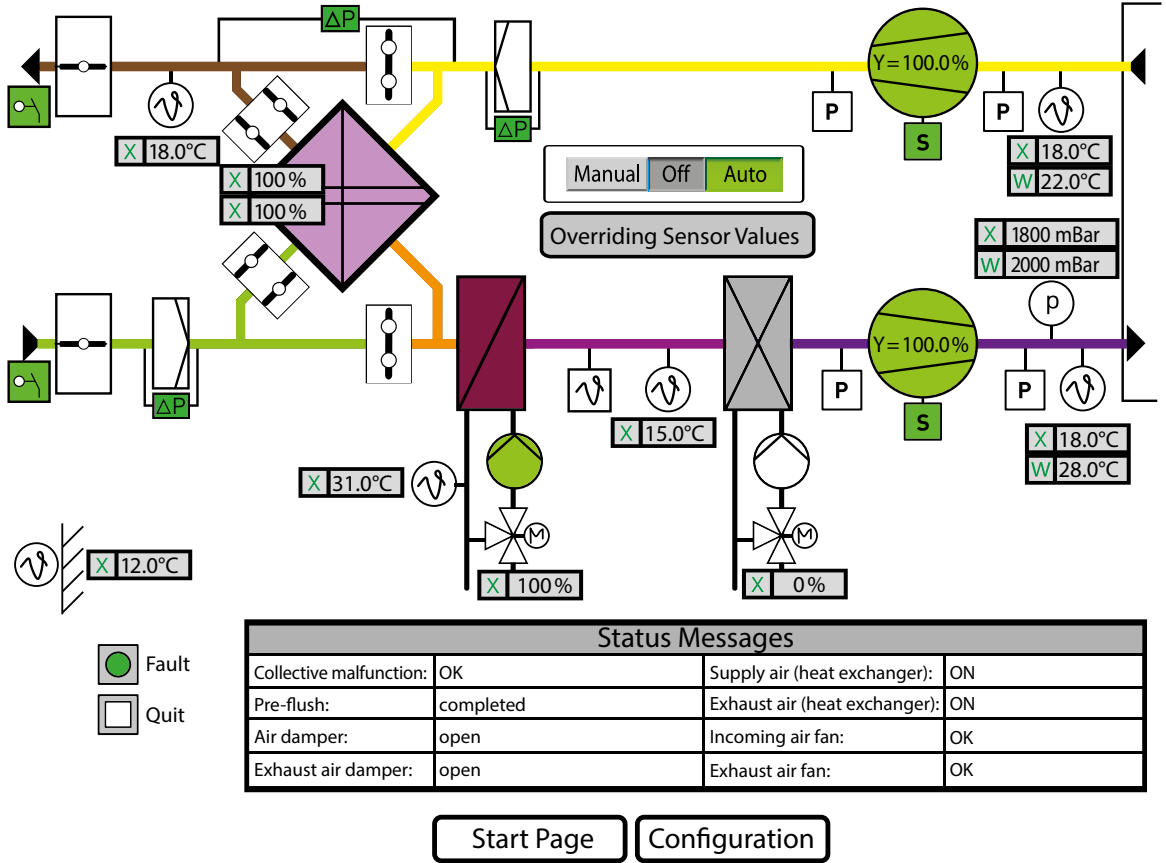 ΔP
Y = 100.0 %
P
P
ΔP
S
X 18.0°C
X 18.0°C
W 22.0°C
Manual Off Auto
X 100 %
X 100 %
Overriding Sensor Values
X 1800 mBar
W 2000 mBar
p
Y = 100.0 %
P
P
ΔP
S
X 15.0°C
X 18.0°C
W 28.0°C
X 31.0°C
M
M
X 12.0°C
X 100 %
X 0 %
Status Messages
Collective malfunction: OK Supply air (heat exchanger): ON
Pre-flush: completed Exhaust air (heat exchanger): ON
Air damper: open Incoming air fan: OK
Exhaust air damper: open Exhaust air fan: OK
Fault
Quit
Start Page Configuration